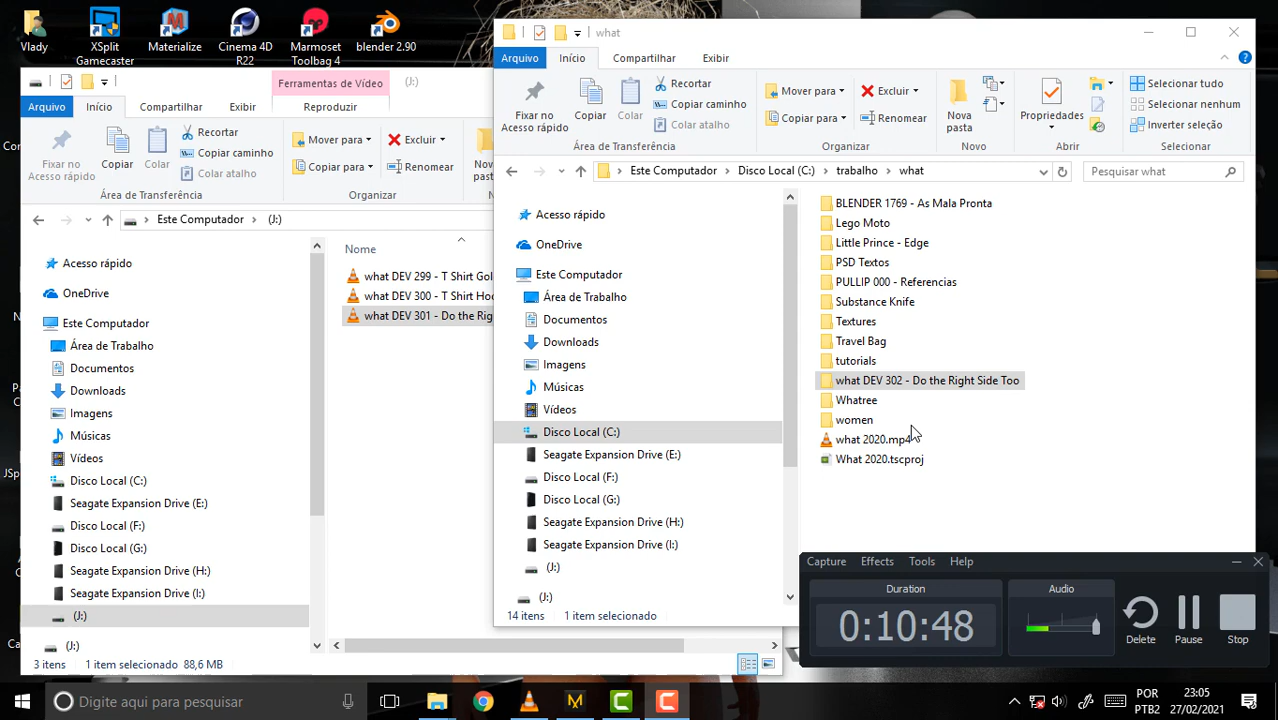 Vady
XSplit Gamecaster
Materialize
Cinema 4D R22
Marmoset Toolbag 4
blender 2.90
Ferramentas de Vídeo
(J:)
Arquivo
Início
Compartilhar
Exibir
Reproduzir
Fixar no Acesso rápido
Copiar
Colar
Recortar
Copiar caminho
Colar atalho
Mover para
Copiar para
Excluir
Renomear
Área de Transferência
Organizar
Este Computador
(J:)
Acesso rápido
OneDrive
Este Computador
Área de Trabalho
Documentos
Downloads
Imagens
Músicas
Vídeos
Disco Local (C:)
Seagate Expansion Drive (E:)
Disco Local (F:)
Disco Local (G:)
Seagate Expansion Drive (H:)
Seagate Expansion Drive (I:)
(J:)
(J:)
Nome
what DEV 299 - T Shirt Gol
what DEV 300 - T Shirt Hoo
what DEV 301 - Do the Rig
3 itens
1 item selecionado 88,6 MB
what
Arquivo
Início
Compartilhar
Exibir
Fixar no Acesso rápido
Copiar
Colar
Recortar
Copiar caminho
Colar atalho
Mover para
Copiar para
Excluir
Renomear
Nova pasta
Propriedades
Selecionar tudo
Selecionar nenhum
Inverter seleção
Área de Transferência
Organizar
Novo
Abrir
Selecionar
Este Computador
Disco Local (C:)
trabalho
what
Pesquisar what
Acesso rápido
OneDrive
Este Computador
Área de Trabalho
Documentos
Downloads
Imagens
Músicas
Vídeos
Disco Local (C:)
Seagate Expansion Drive (E:)
Disco Local (F:)
Disco Local (G:)
Seagate Expansion Drive (H:)
Seagate Expansion Drive (I:)
(J:)
(J:)
BLENDER 1769 - As Mala Pronta
Lego Moto
Little Prince - Edge
PSD Textos
PULLIP 000 - Referencias
Substance Knife
Textures
Travel Bag
tutorials
what DEV 302 - Do the Right Side Too
Whatree
women
what 2020.mp4
What 2020.tscproj
14 itens
1 item selecionado
Capture
Effects
Tools
Help
Duration
0:10:48
Audio
Delete
Pause
Stop
Digite aqui para pesquisar
POR
PTB2
23:05
27/02/2021